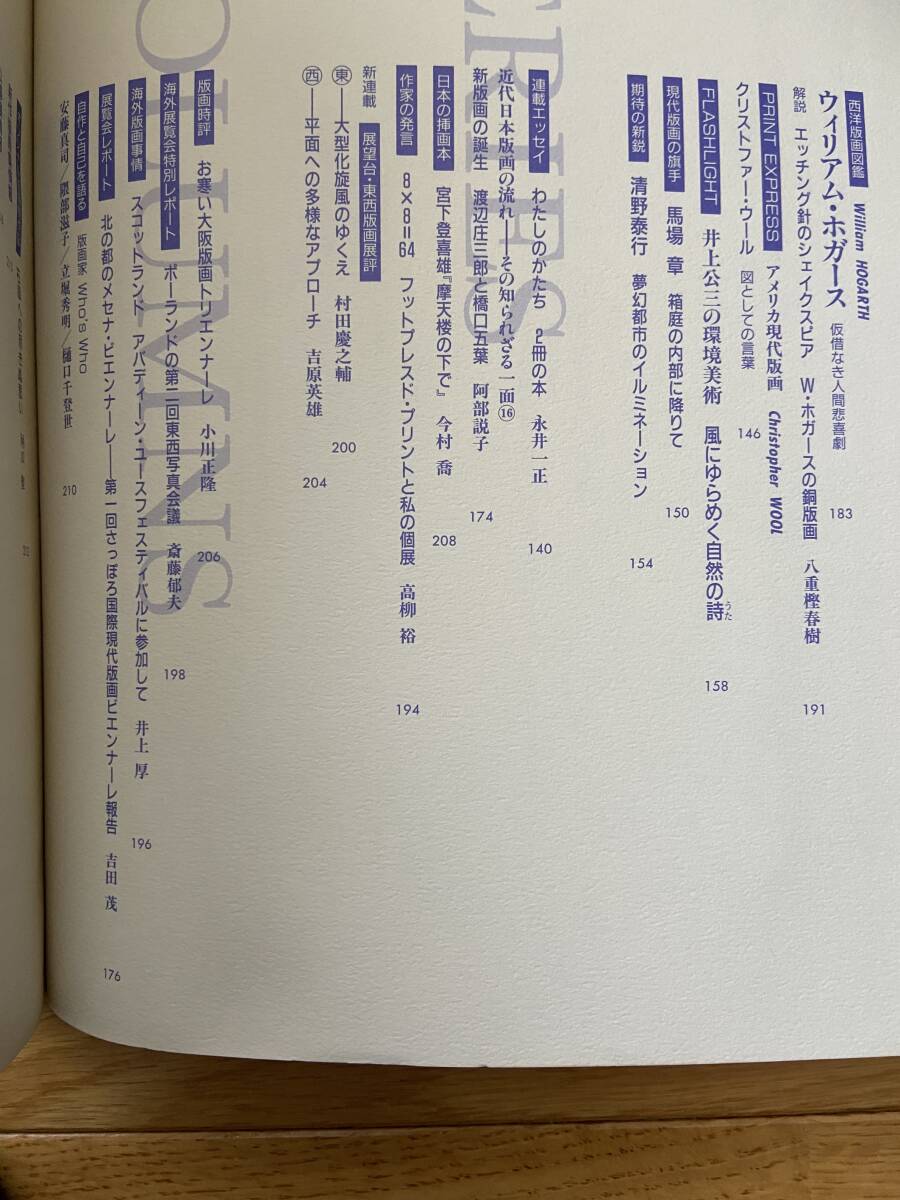 西洋版画図鑑 William HOGARTH
ウィリアム・ホガース 仮借なき人間悲喜劇 183
解説 エッチング針のシェイクスピア W・ホガースの銅版画 八重樫春樹 191
PRINT EXPRESS アメリカ現代版画 Christopher WOOL
クリストファー・ウール 図としての言葉 146
FLASHLIGHT 井上公三の環境美術 風にゆらめく自然の詩 うた 158
現代版画の旗手 馬場 章 箱庭の内部に降りて 150
期待の新鋭 清野泰行 夢幻都市のイルミネーション 154
SERIES
連載エッセイ わたしのかたち 2冊の本 永井一正 140
近代日本版画の流れ――その知られざる一面⑯
新版画の誕生 渡辺庄三郎と橋口五葉 阿部説子 174
日本の挿画本 宮下登喜雄『摩天楼の下で』 今村 喬 208
作家の発言 8×8=64 フットプレスド・プリントと私の個展 高柳 裕 194
新連載 展望台・東西版画展評
㊋
東――大型化旋風のゆくえ 村田慶之輔 200
西――平面への多様なアプローチ 吉原英雄 204
COLUMNS
版画時評 お寒い大阪版画トリエンナーレ 小川正隆 206
海外展覧会特別レポート ポーランドの第二回東西写真会議 斎藤郁夫 198
海外版画事情 スコットランド アバディーン・ユースフェスティバルに参加して 井上 厚 196
展覧会レポート 北の都のメセナ・ビエンナーレ――第一回さっぽろ国際現代版画ビエンナーレ報告 吉田 茂 176
自作と自己を語る 版画家 Who's Who
安藤真司／隈部滋子／立堀秀明／樋口千登世 210